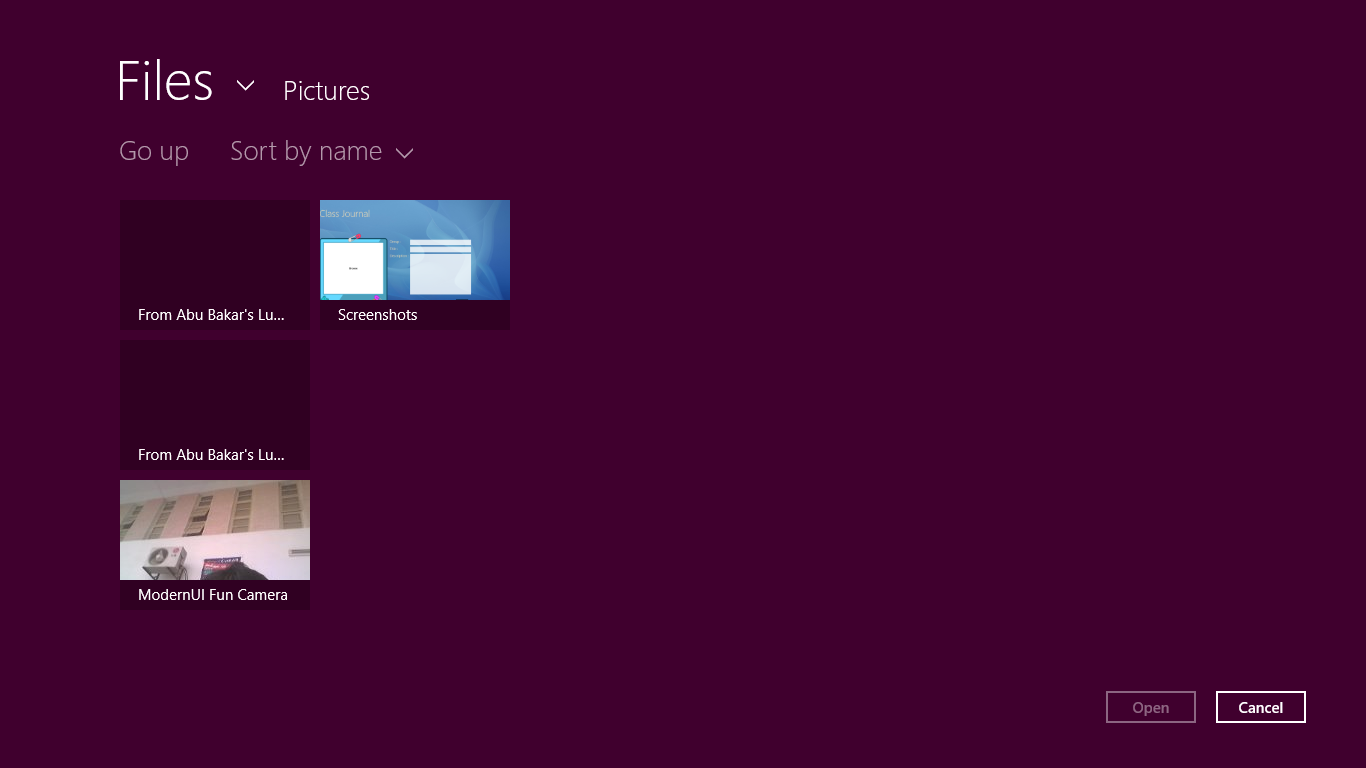 Files Pictures
Go up Sort by name
From Abu Bakar's Lu...
From Abu Bakar's Lu...
ModernUI Fun Camera
Class Journal
Screenshots
Open Cancel